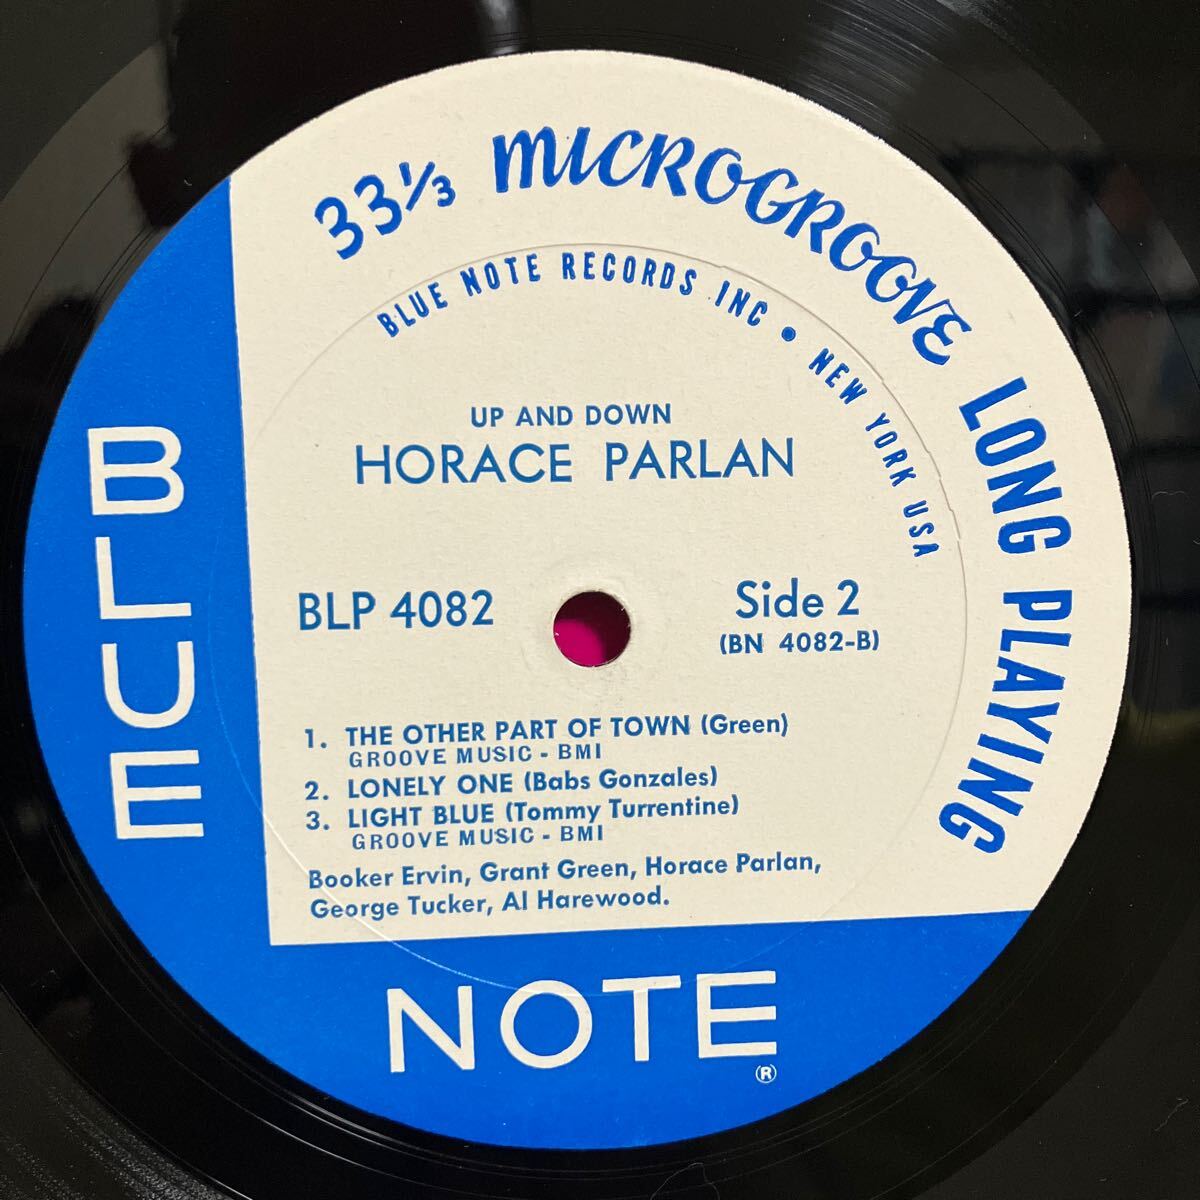 33⅓ MICROGROOVE LONG PLAYING
BLUE NOTE RECORDS INC • NEW YORK USA
UP AND DOWN
HORACE PARLAN
BLP 4082
Side 2
(BN 4082-B)
1. THE OTHER PART OF TOWN (Green)
GROOVE MUSIC - BMI
2. LONELY ONE (Babs Gonzales)
3. LIGHT BLUE (Tommy Turrentine)
GROOVE MUSIC - BMI
Booker Ervin, Grant Green, Horace Parlan,
George Tucker, Al Harewood.
BLUE
NOTE
®